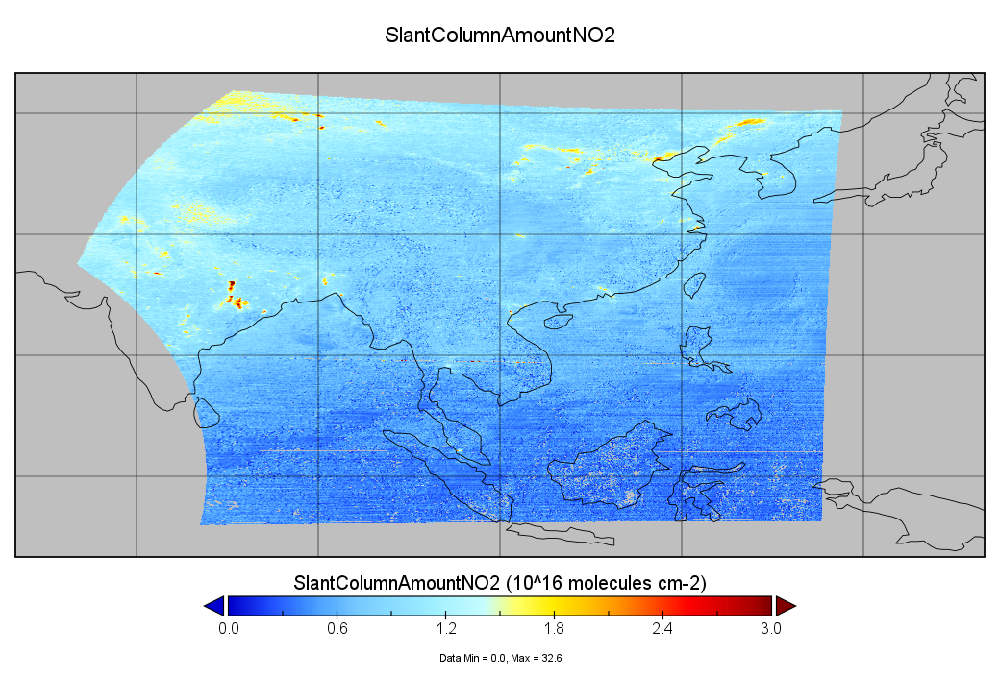 SlantColumnAmountNO2
SlantColumnAmountNO2 (10^16 molecules cm-2)
0.0 0.6 1.2 1.8 2.4 3.0
Data Min = 0.0, Max = 32.6